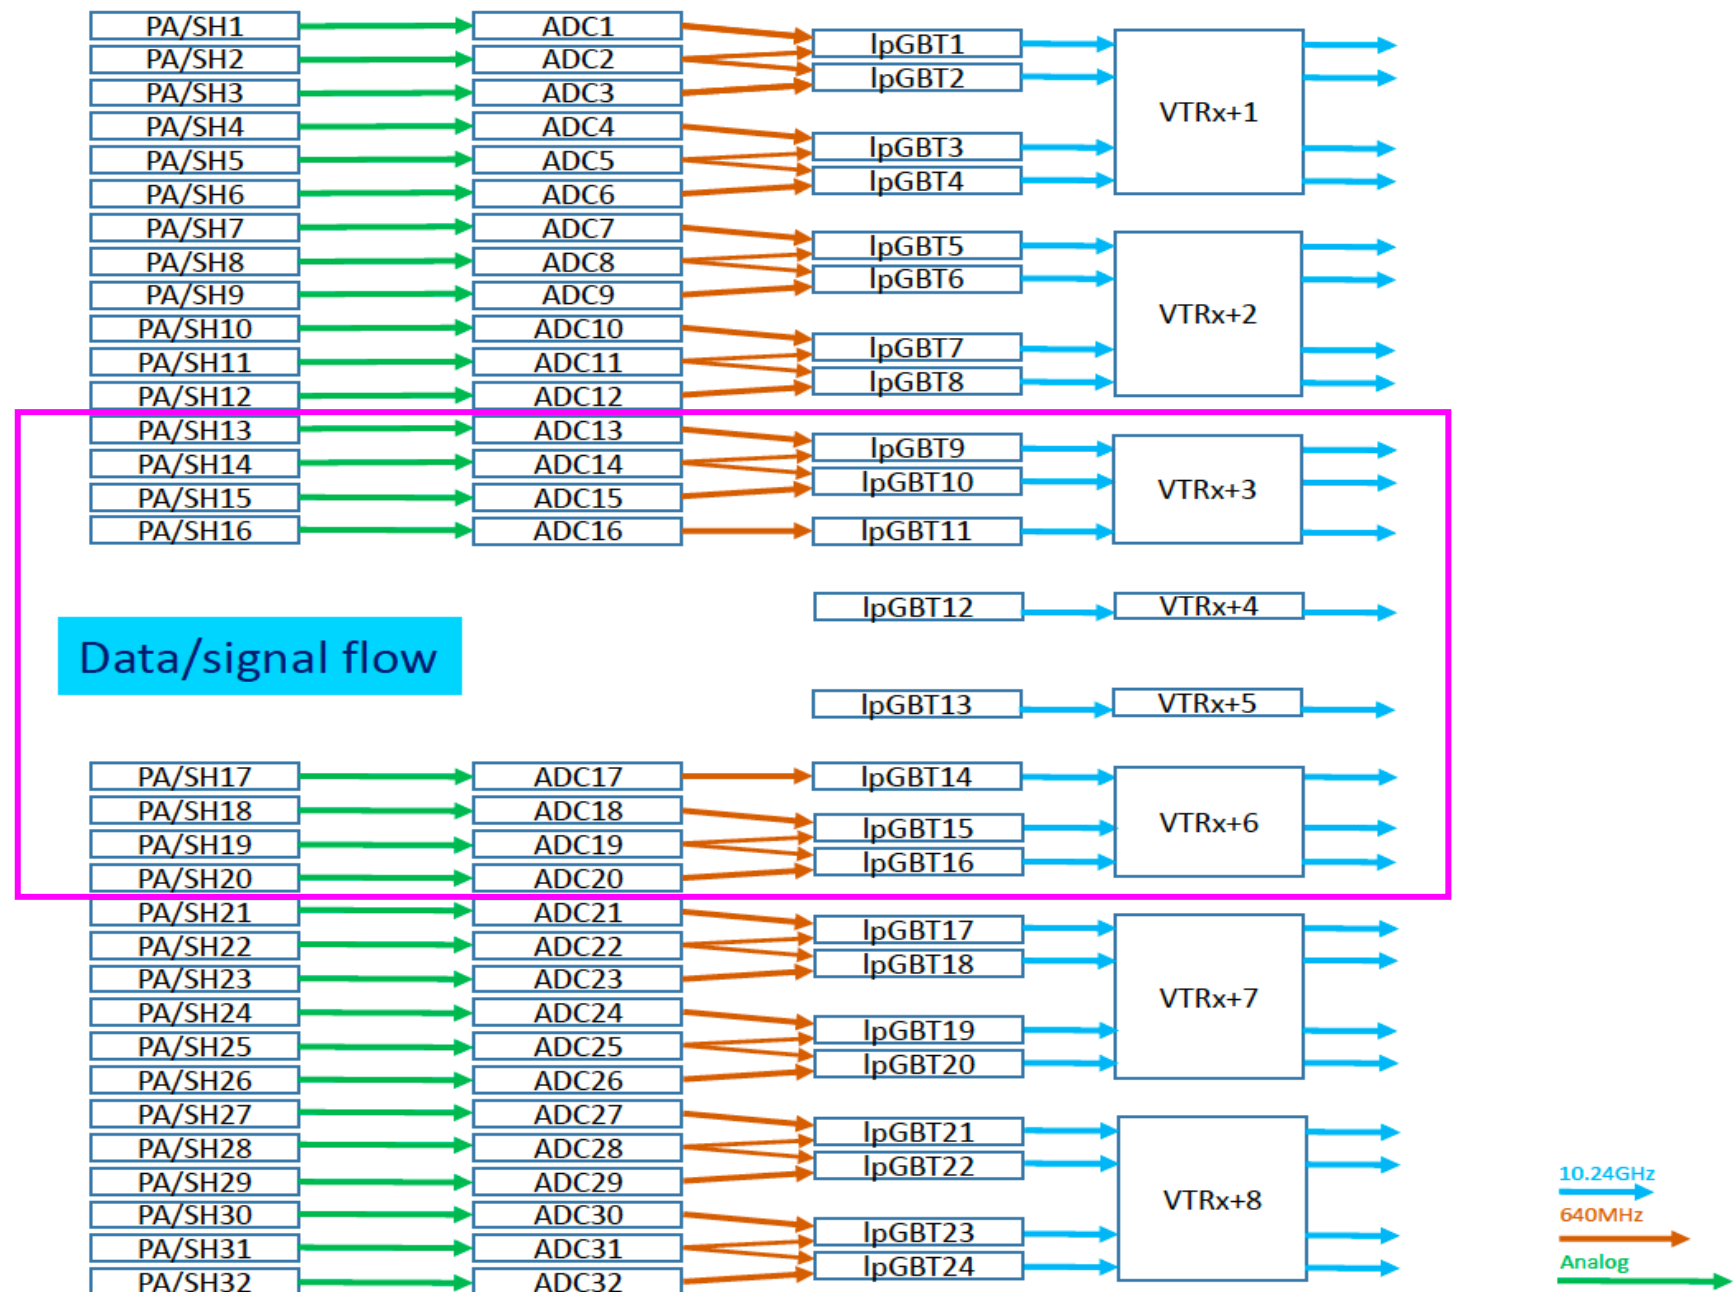 PA/SH1 ADC1
lpGBT1
PA/SH2 ADC2
lpGBT2
PA/SH3 ADC3
VTRx+1
PA/SH4 ADC4
lpGBT3
PA/SH5 ADC5
lpGBT4
PA/SH6 ADC6
PA/SH7 ADC7
lpGBT5
PA/SH8 ADC8
lpGBT6
PA/SH9 ADC9
VTRx+2
PA/SH10 ADC10
lpGBT7
PA/SH11 ADC11
lpGBT8
PA/SH12 ADC12
PA/SH13 ADC13
lpGBT9
PA/SH14 ADC14
lpGBT10
VTRx+3
PA/SH15 ADC15
PA/SH16 ADC16 lpGBT11
lpGBT12 VTRx+4
Data/signal flow
lpGBT13 VTRx+5
PA/SH17 ADC17 lpGBT14
PA/SH18 ADC18
lpGBT15
VTRx+6
PA/SH19 ADC19
lpGBT16
PA/SH20 ADC20
PA/SH21 ADC21
lpGBT17
PA/SH22 ADC22
lpGBT18
PA/SH23 ADC23
VTRx+7
PA/SH24 ADC24
lpGBT19
PA/SH25 ADC25
lpGBT20
PA/SH26 ADC26
PA/SH27 ADC27
lpGBT21
PA/SH28 ADC28
lpGBT22
PA/SH29 ADC29
VTRx+8
PA/SH30 ADC30
lpGBT23
PA/SH31 ADC31
lpGBT24
PA/SH32 ADC32
10.24GHz
640MHz
Analog